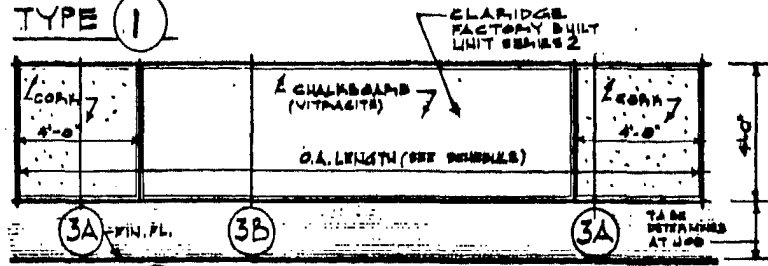 TYPE 1
CLARIDGE
FACTORY BUILT
UNIT SERIES 2
CORK
4'-0"
CHALKBOARD
(VITRACITE)
CORK
4'-0"
O.A. LENGTH (SEE SCHEDULE)
4'-0"
3A
FIN. FL.
3B
3A
TO BE
DETERMINED
AT JOB